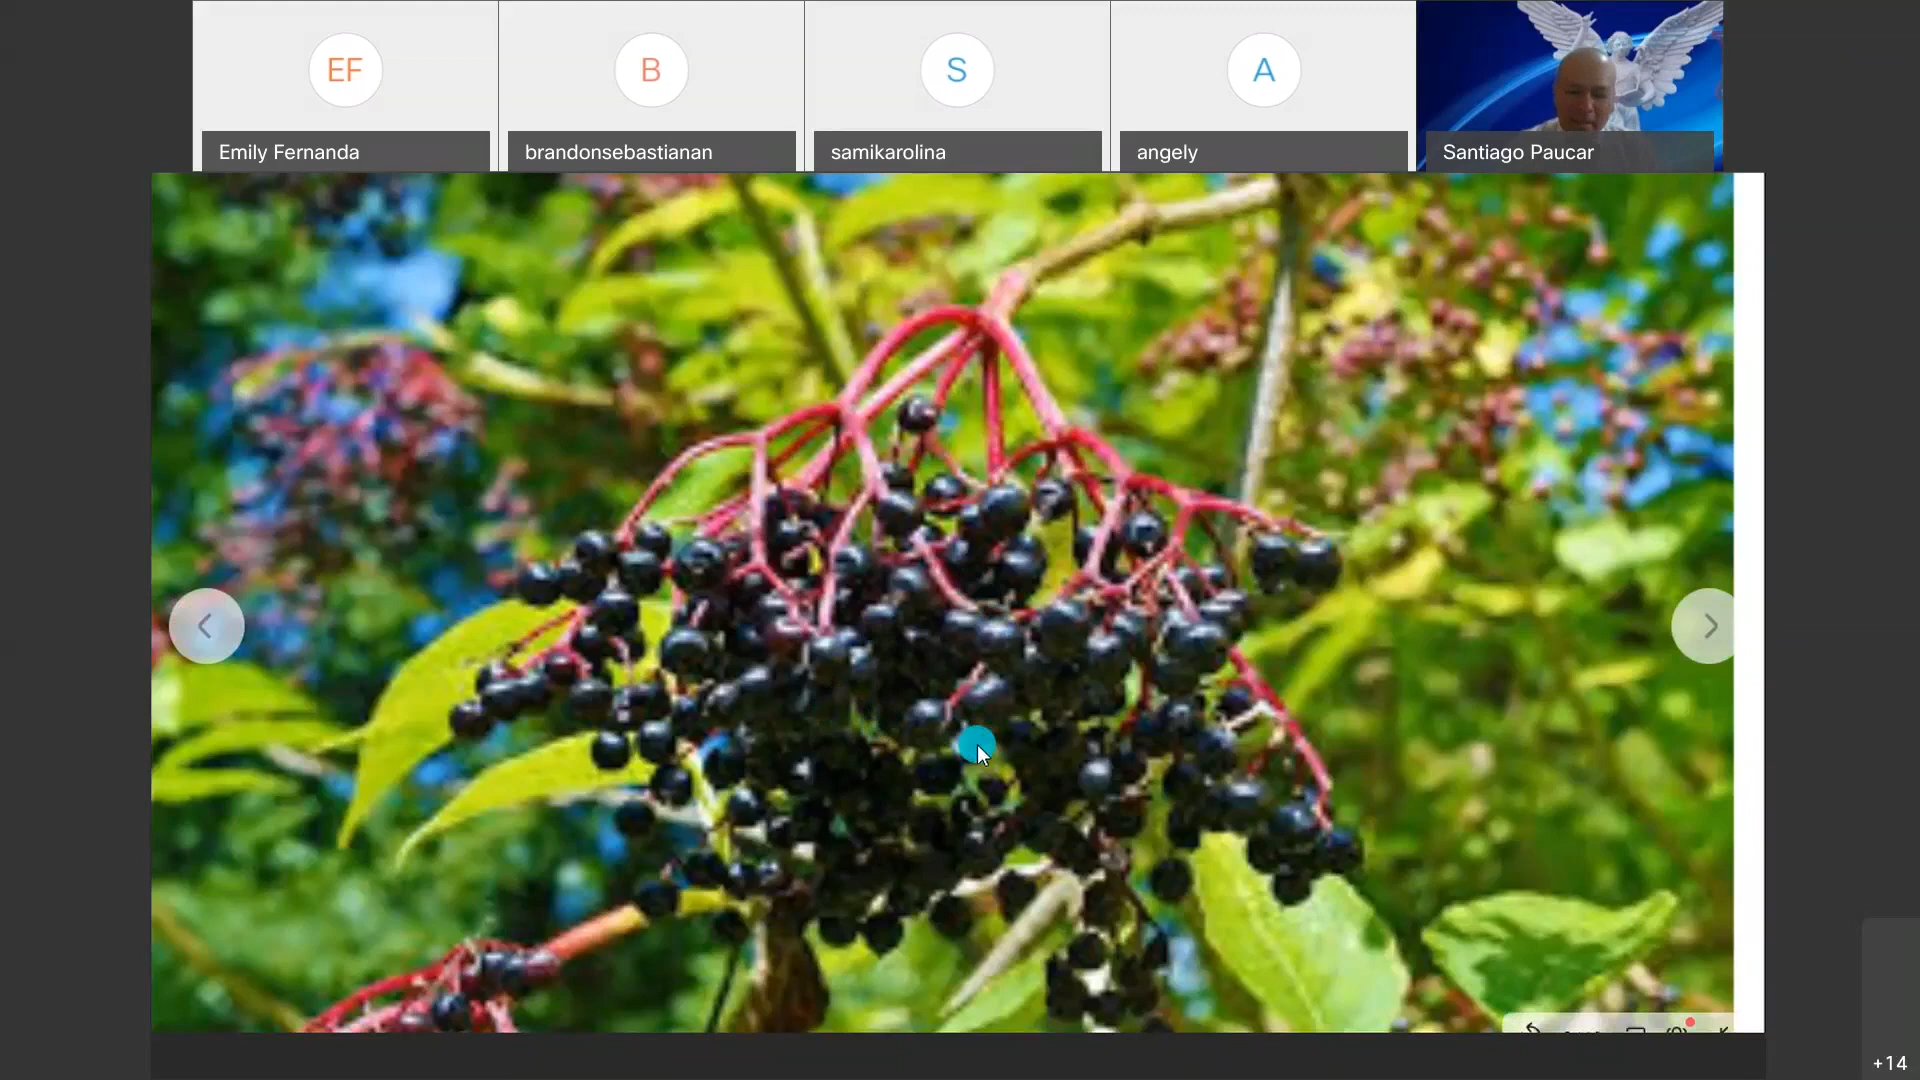 EF
B
S
A
Emily Fernanda
brandonsebastianan
samikarolina
angely
Santiago Paucar
+14